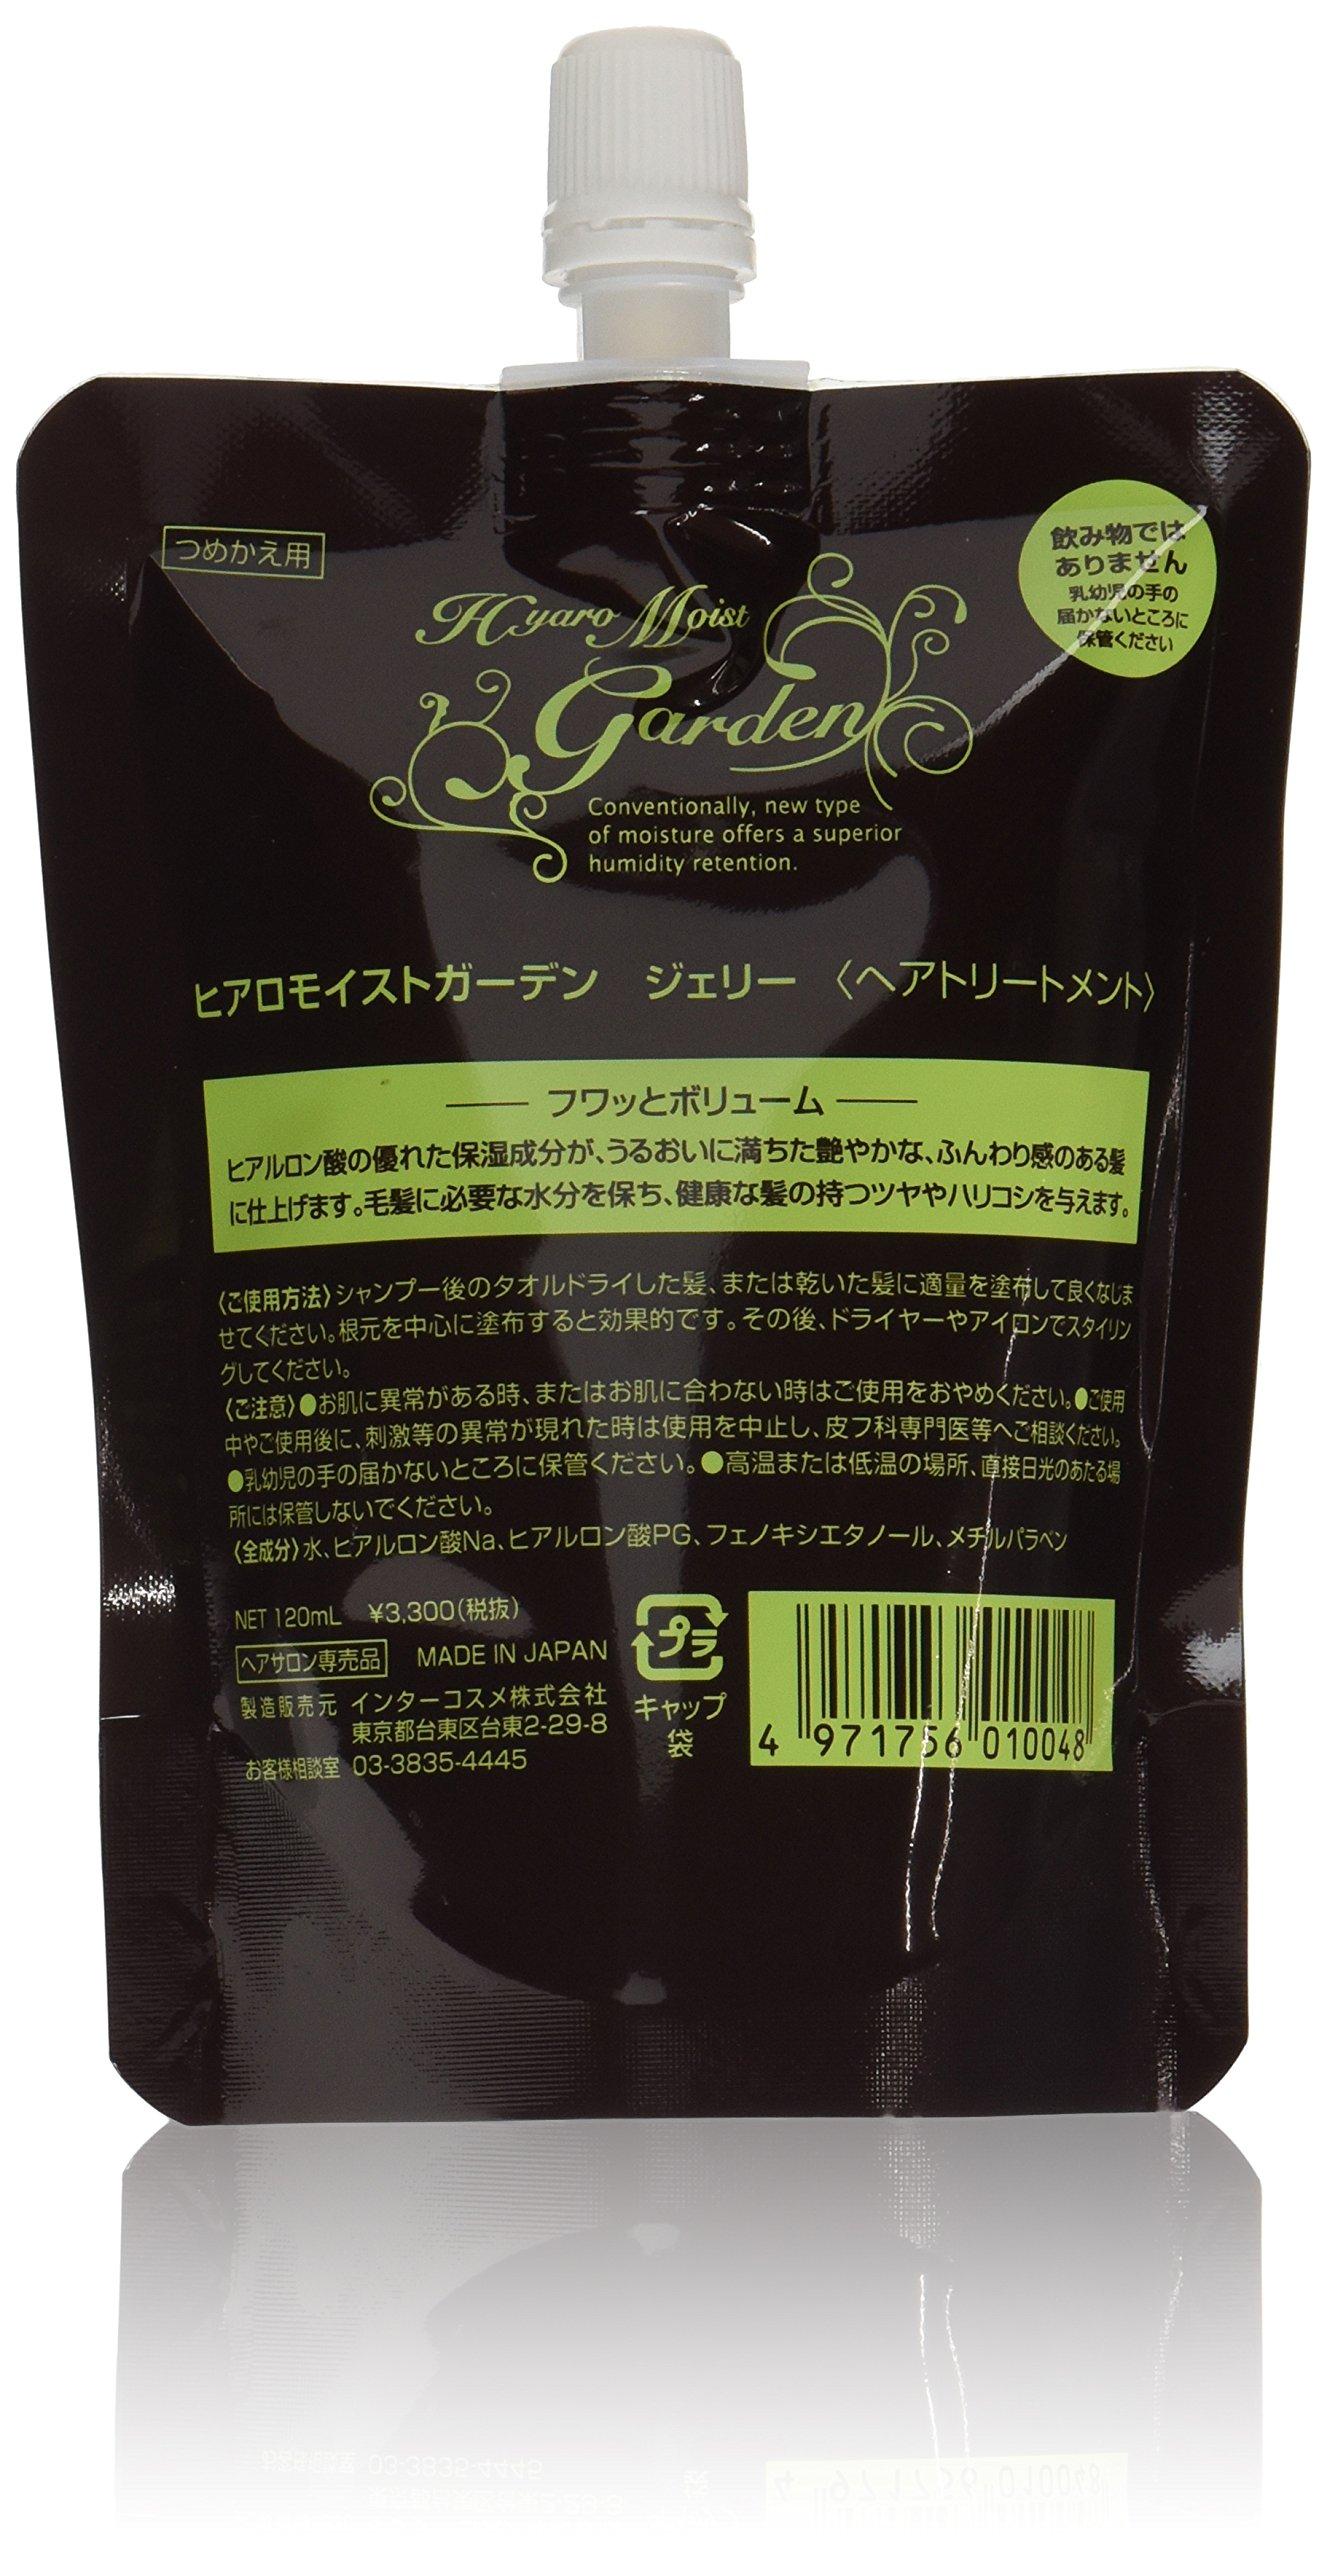 つめかえ用
飲み物では
ありません
乳幼児の手の
届かないところに
保管ください
Hyaro Moist
Garden
Conventionally, new type
of moisture offers a superior
humidity retention.
ヒアロモイストガーデン ジェリー 〈ヘアトリートメント〉
フワッとボリューム
ヒアルロン酸の優れた保湿成分が、うるおいに満ちた艶やかな、ふんわり感のある髪
に仕上げます。毛髪に必要な水分を保ち、健康な髪の持つツヤやハリコシを与えます。
〈ご使用方法〉シャンプー後のタオルドライした髪、または乾いた髪に適量を塗布して良くなじま
せてください。根元を中心に塗布すると効果的です。その後、ドライヤーやアイロンでスタイリン
グしてください。
〈ご注意〉●お肌に異常がある時、またはお肌に合わない時はご使用をおやめください。●ご使用
中やご使用後に、刺激等の異常が現れた時は使用を中止し、皮フ科専門医等へご相談ください。
●乳幼児の手の届かないところに保管ください。●高温または低温の場所、直接日光のあたる場
所には保管しないでください。
〈全成分〉水、ヒアルロン酸Na、ヒアルロン酸PG、フェノキシエタノール、メチルパラベン
NET 120mL ¥3,300(税抜)
ヘアサロン専売品 MADE IN JAPAN
製造販売元 インターコスメ株式会社
東京都台東区台東2-29-8
お客様相談室 03-3835-4445
プラ
キャップ
袋
4 971756 010048